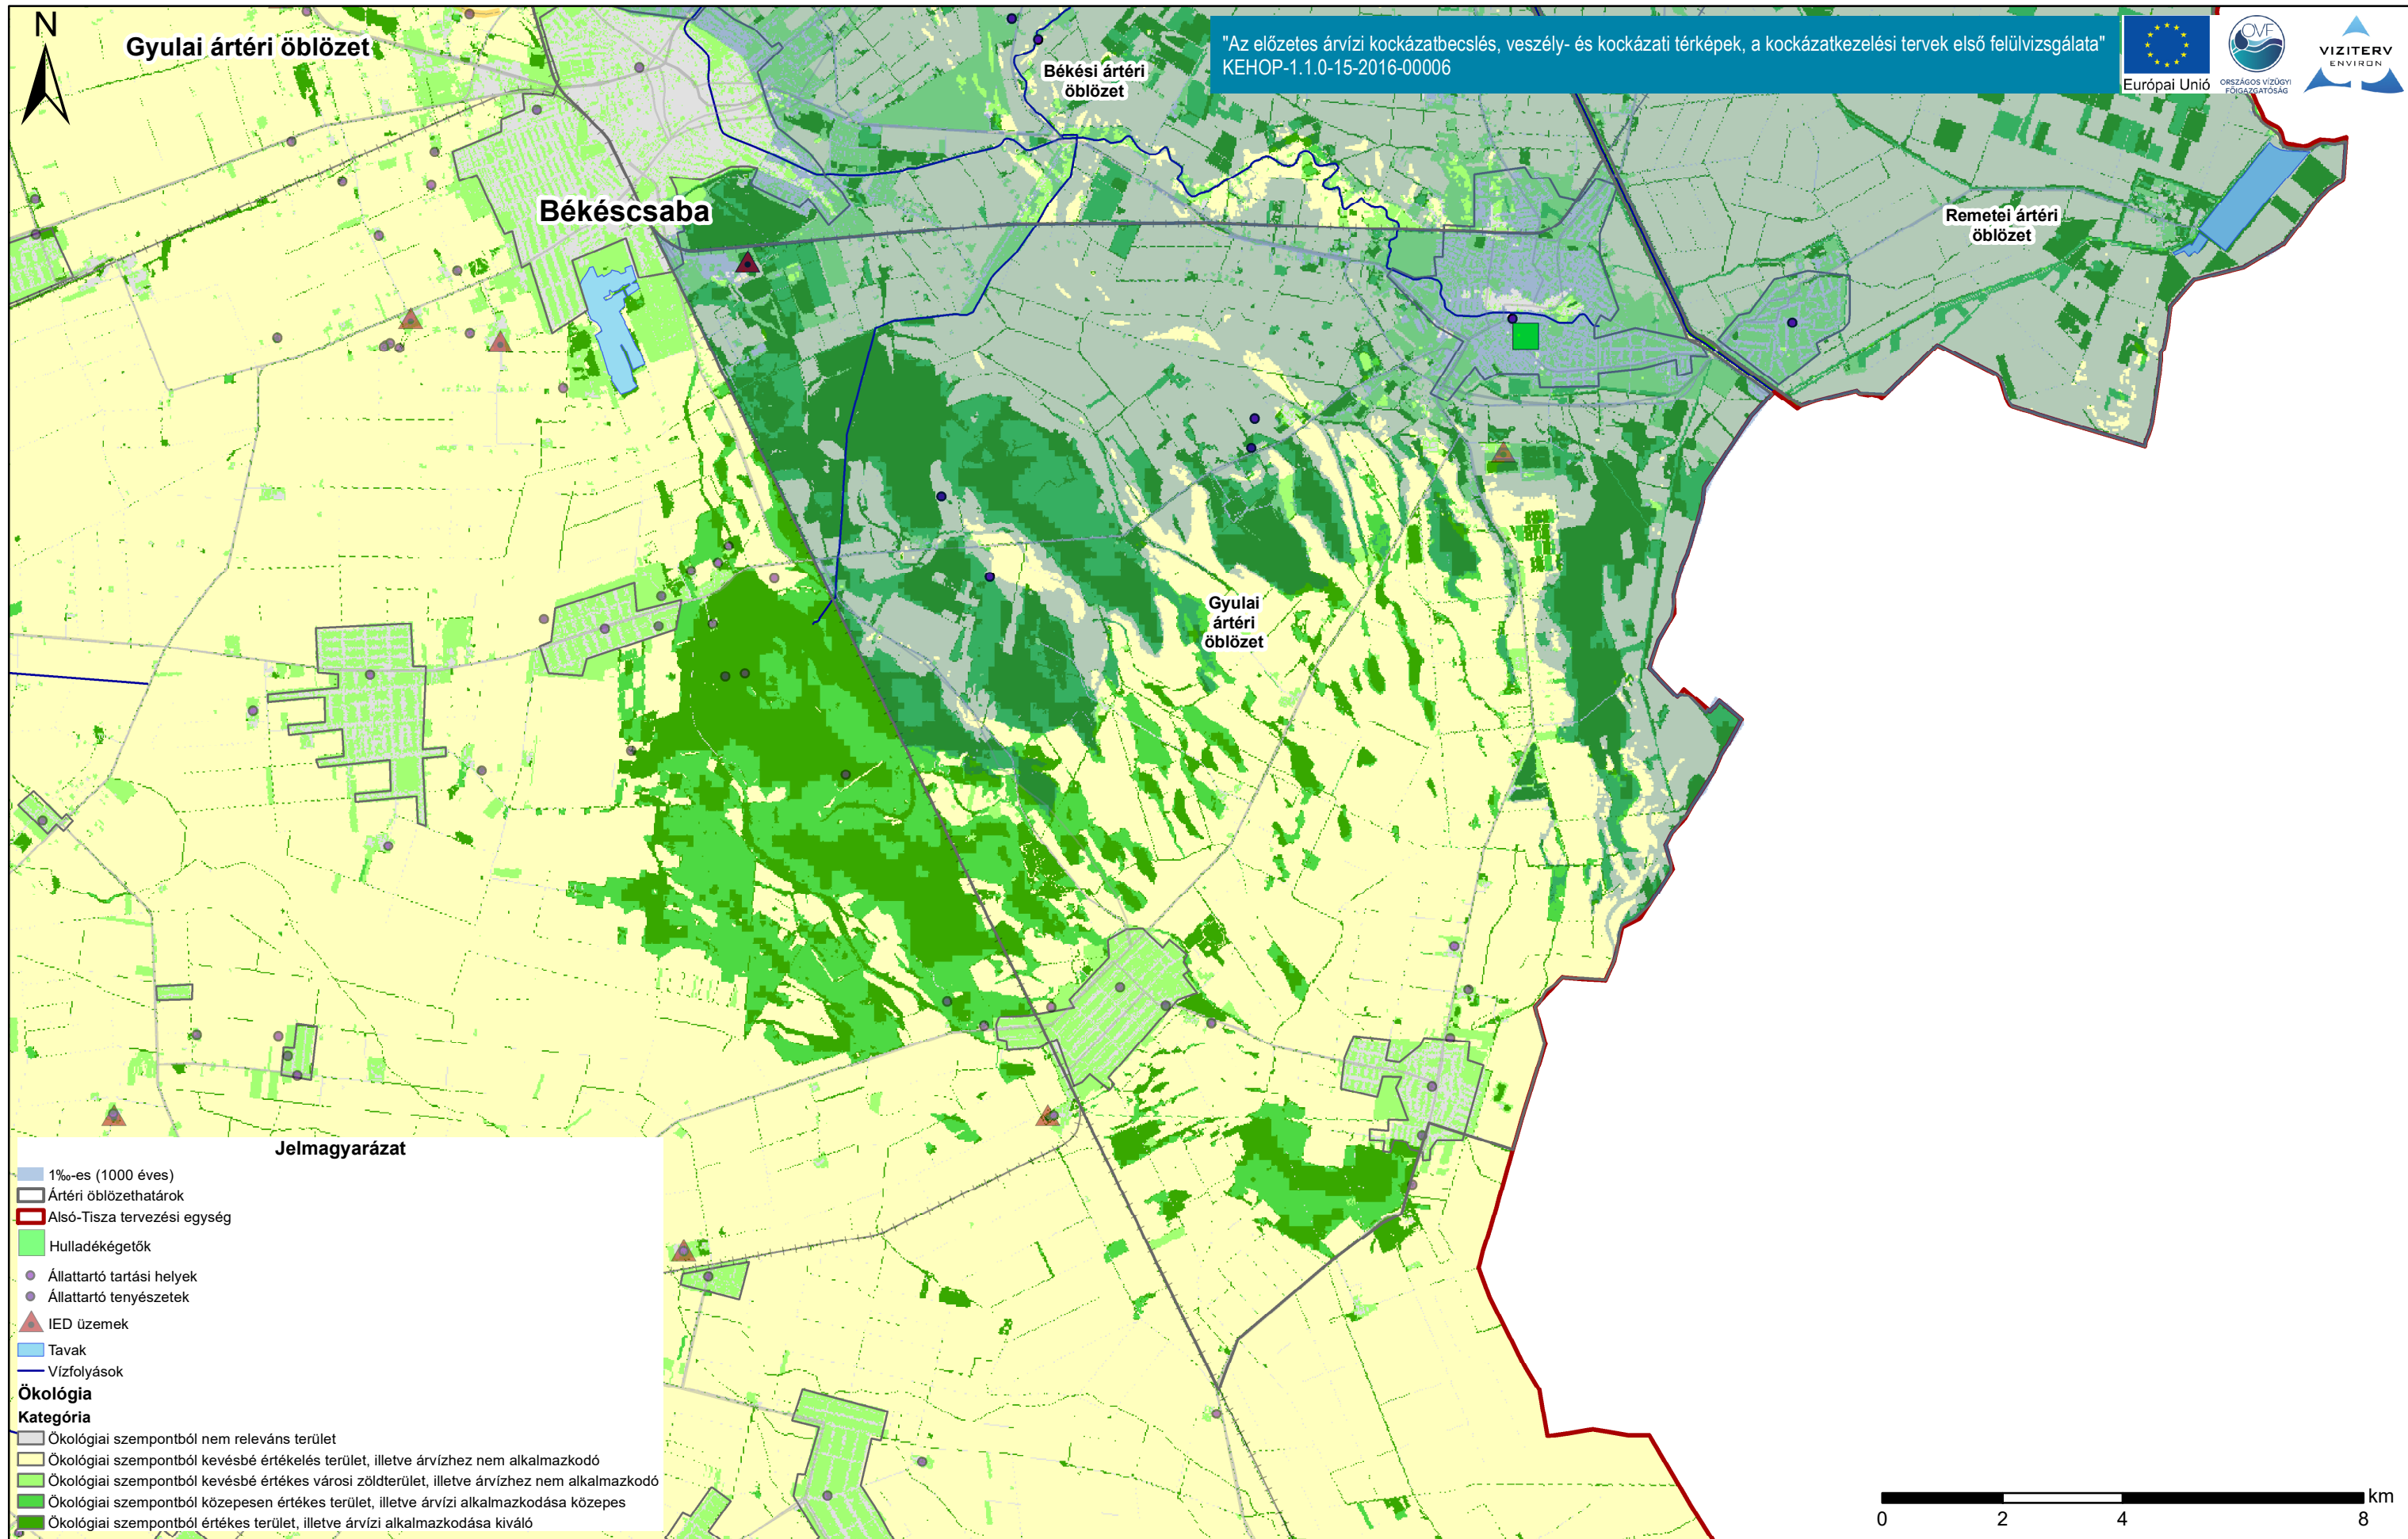 N
Gyulai ártéri öblözet
"Az előzetes árvízi kockázatbecslés, veszély- és kockázati térképek, a kockázatkezelési tervek első felülvizsgálata"
KEHOP-1.1.0-15-2016-00006
Európai Unió
OVF
ORSZÁGOS VÍZÜGYI
FŐIGAZGATÓSÁG
VIZITERV
ENVIRON
Békési ártéri
öblözet
Békéscsaba
Remetei ártéri
öblözet
Gyulai
ártéri
öblözet
Jelmagyarázat
1‰-es (1000 éves)
Ártéri öblözethatárok
Alsó-Tisza tervezési egység
Hulladékégetők
Állattartó tartási helyek
Állattartó tenyészetek
IED üzemek
Tavak
Vízfolyások
Ökológia
Kategória
Ökológiai szempontból nem releváns terület
Ökológiai szempontból kevésbé értékelés terület, illetve árvízhez nem alkalmazkodó
Ökológiai szempontból kevésbé értékes városi zöldterület, illetve árvízhez nem alkalmazkodó
Ökológiai szempontból közepesen értékes terület, illetve árvízi alkalmazkodása közepes
Ökológiai szempontból értékes terület, illetve árvízi alkalmazkodása kiváló
km
0 2 4 8